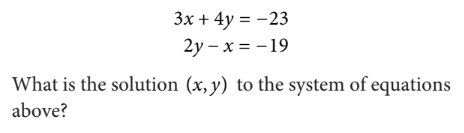 3x + 4y = −23
2y − x = −19
What is the solution (x, y) to the system of equations
above?